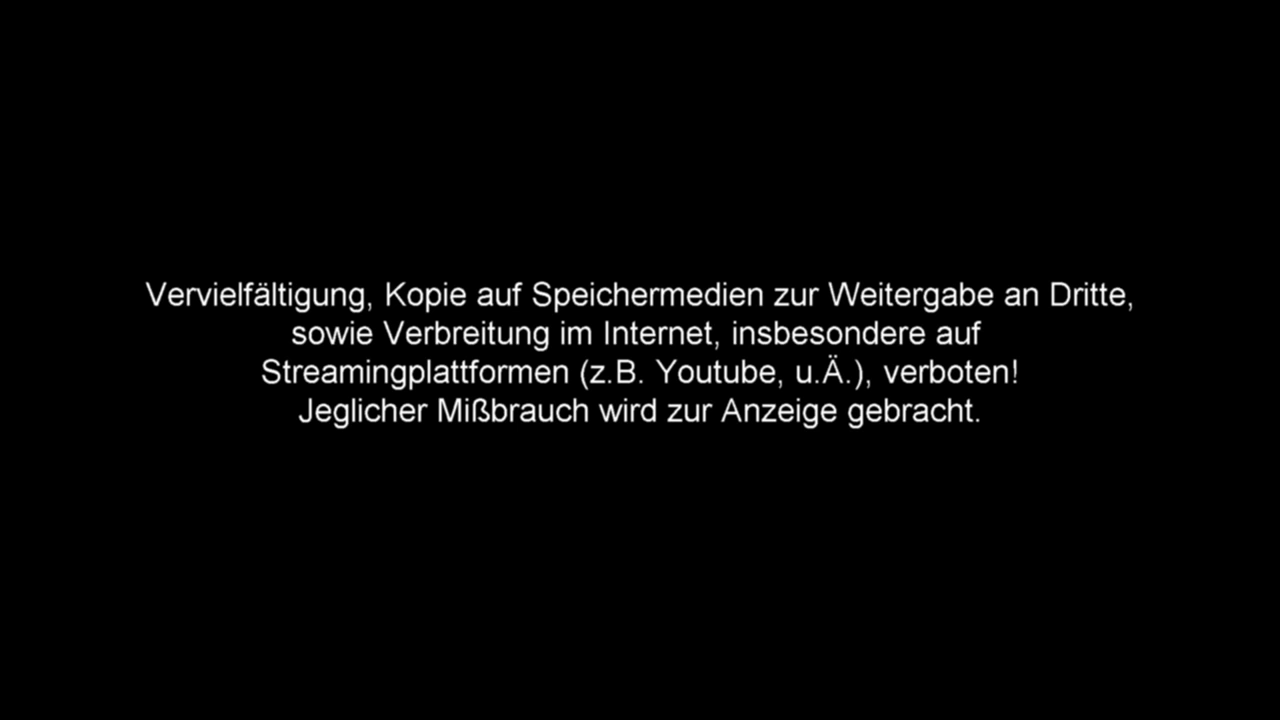 Vervielfältigung, Kopie auf Speichermedien zur Weitergabe an Dritte,
sowie Verbreitung im Internet, insbesondere auf
Streamingplattformen (z.B. Youtube, u.Ä.), verboten!
Jeglicher Mißbrauch wird zur Anzeige gebracht.